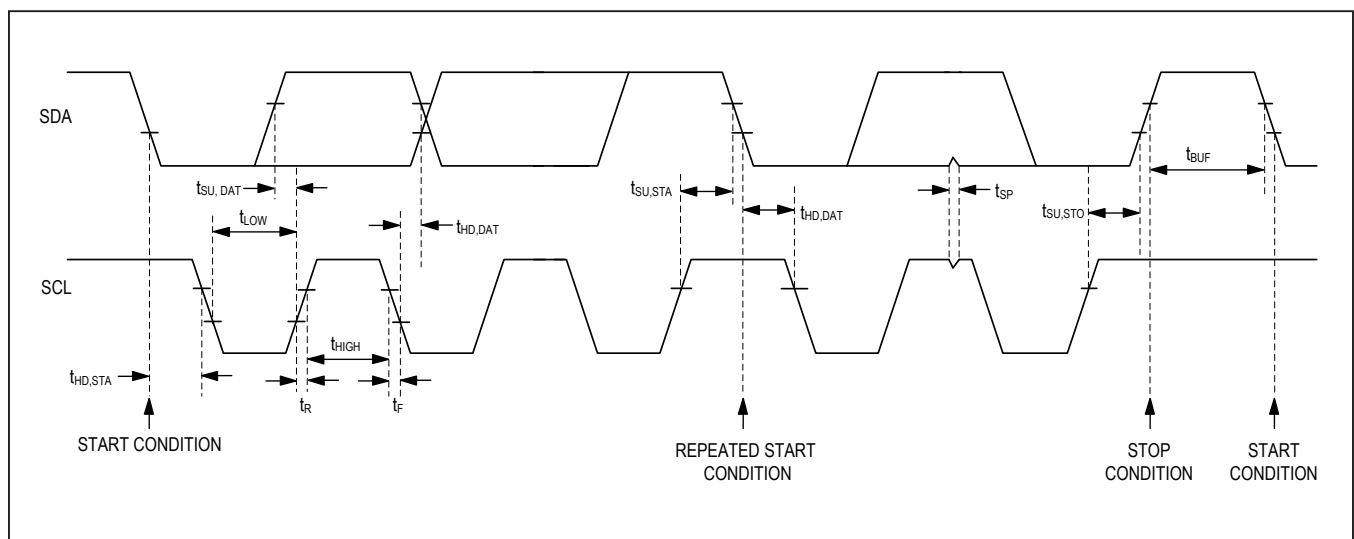 SDA
tSU, DAT
tSU,STA
tSP
tBUF
tLOW
tHD,DAT
tHD,DAT
tSU,STO
SCL
tHIGH
tHD,STA
tR
tF
START CONDITION
REPEATED START
CONDITION
STOP
CONDITION
START
CONDITION